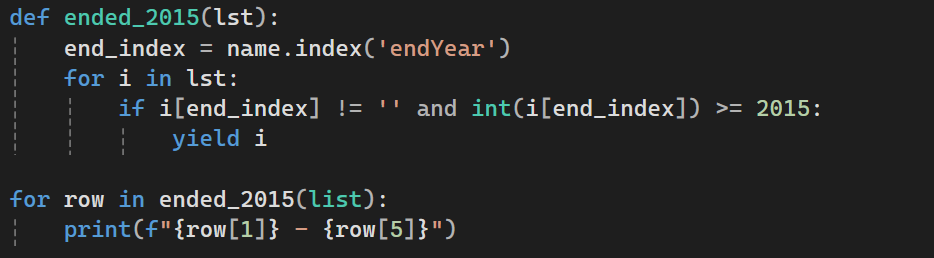 def ended_2015(lst):
    end_index = name.index('endYear')
    for i in lst:
        if i[end_index] != '' and int(i[end_index]) >= 2015:
            yield i

for row in ended_2015(list):
    print(f"{row[1]} - {row[5]}")